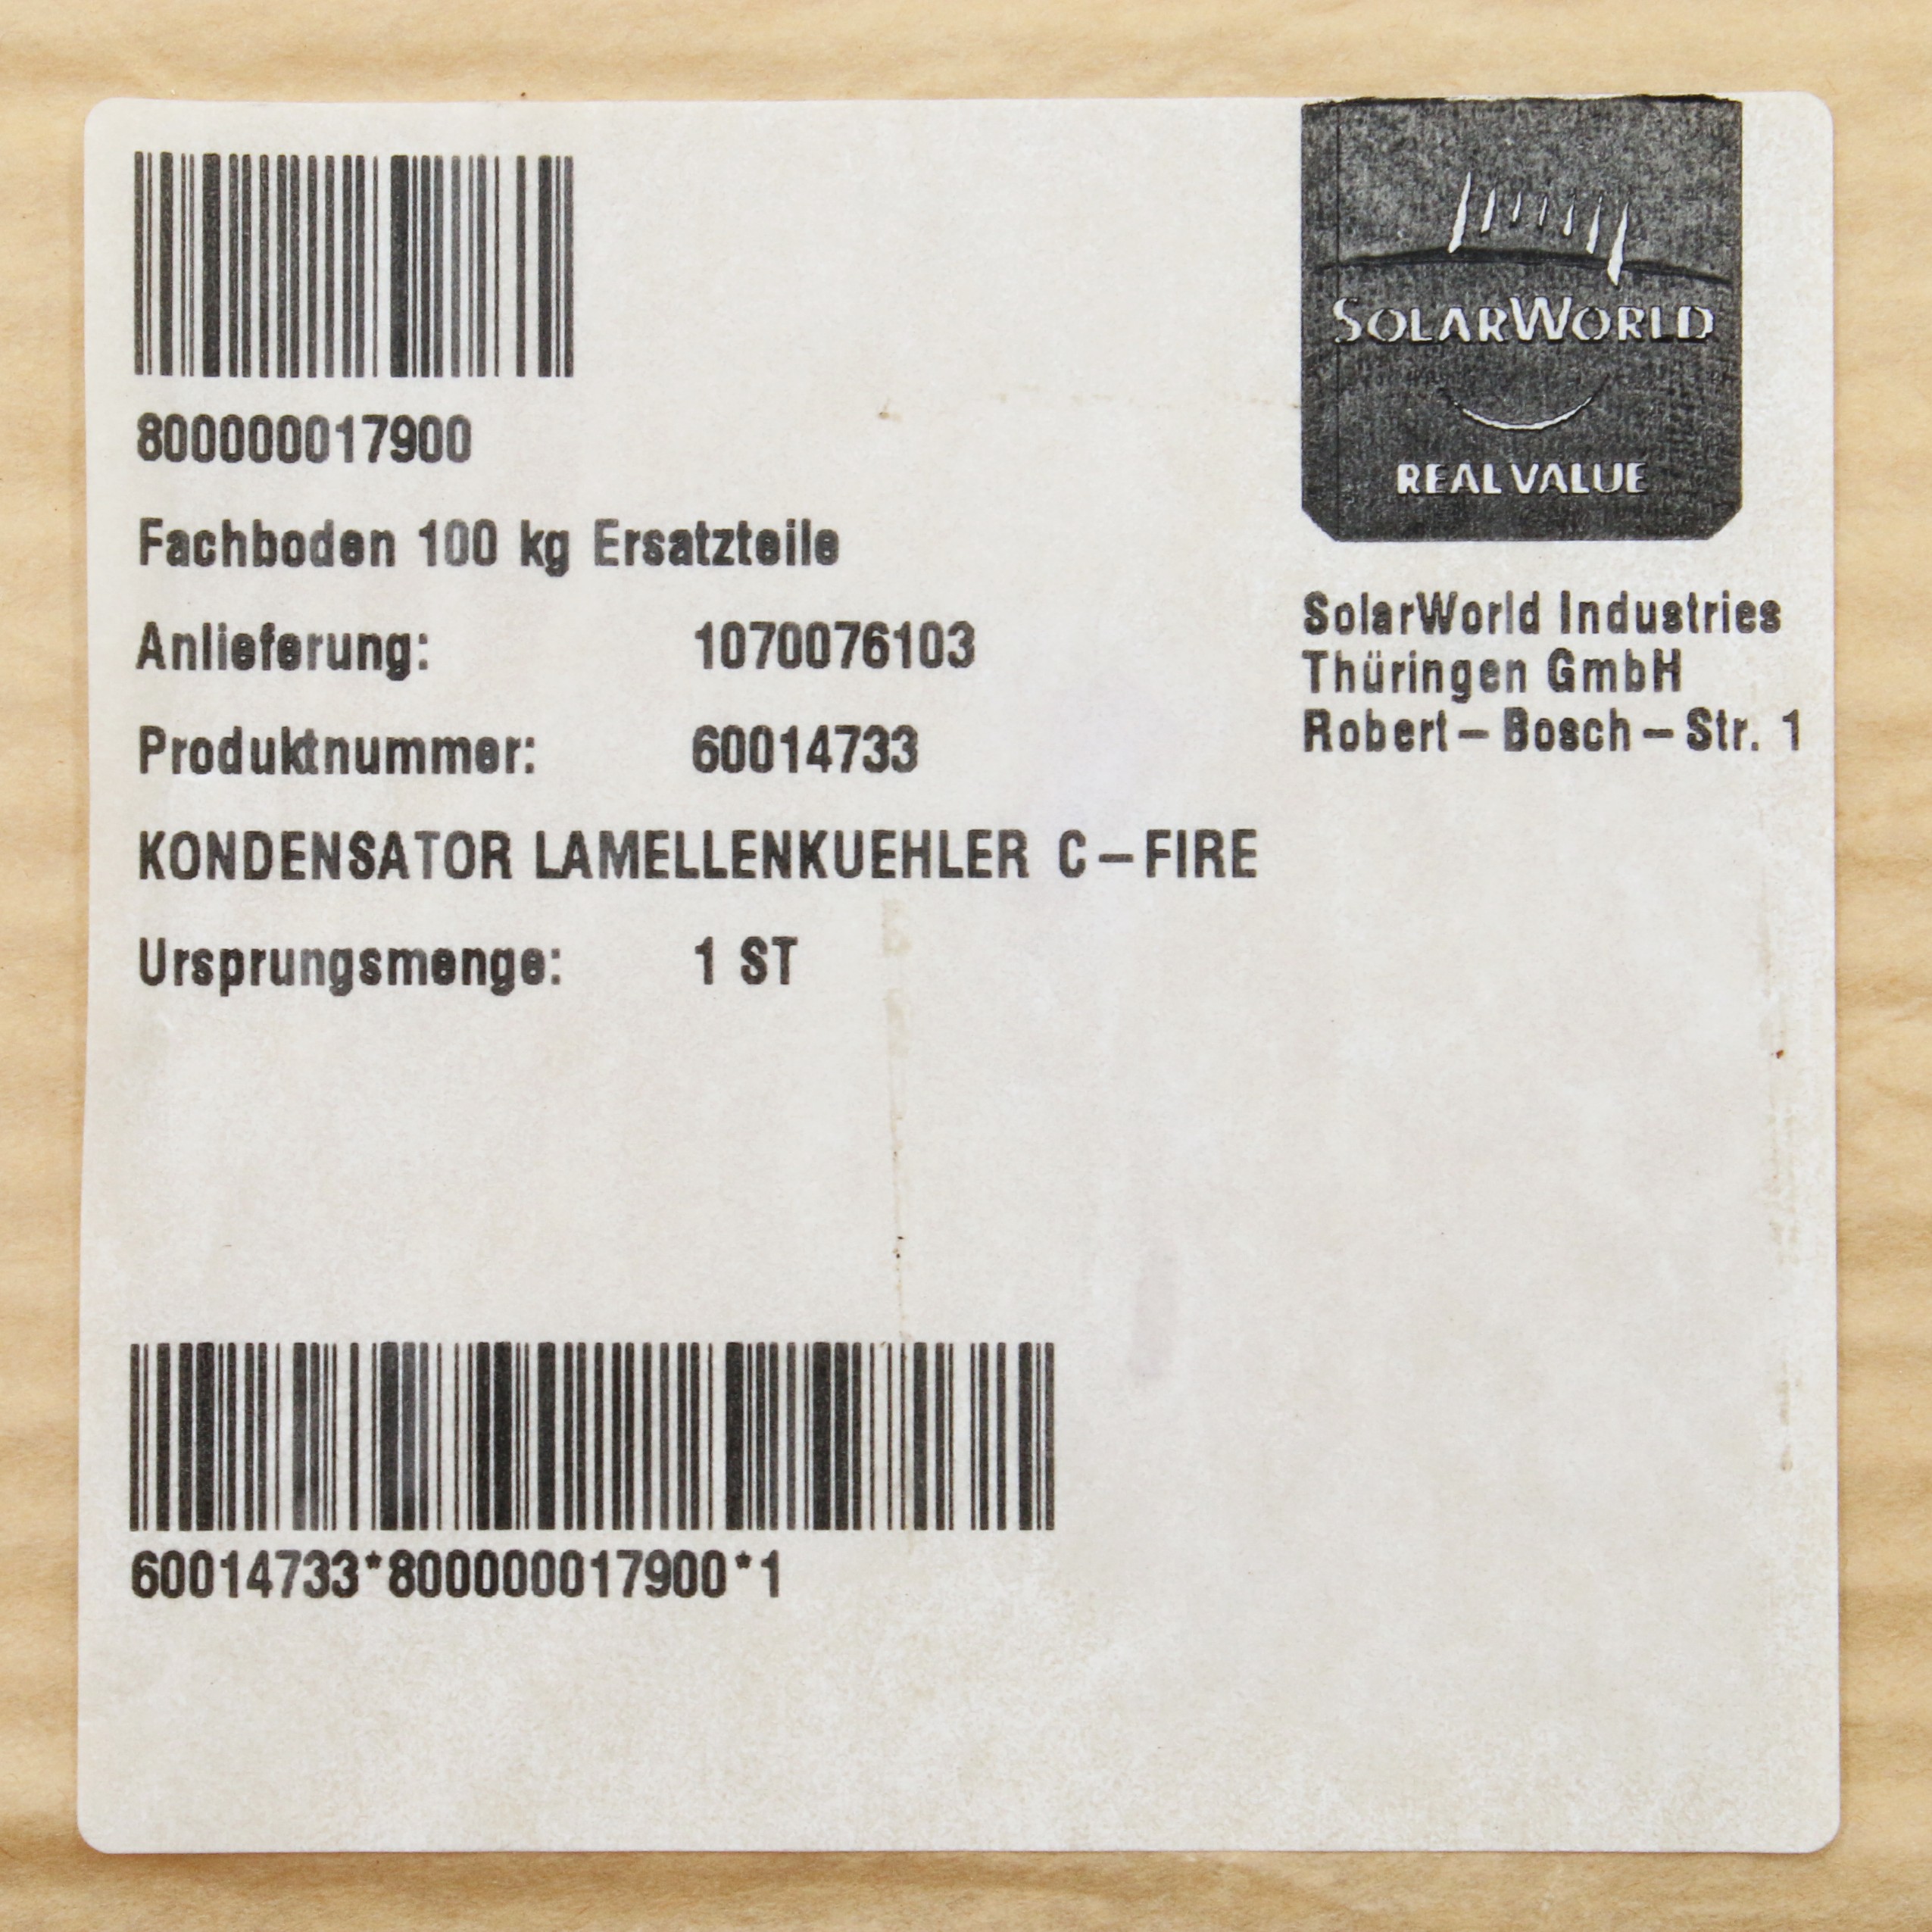 800000017900
Fachboden 100 kg Ersatzteile
Anlieferung: 1070076103
Produktnummer: 60014733
KONDENSATOR LAMELLENKUEHLER C-FIRE
Ursprungsmenge: 1 ST
60014733*800000017900*1
SOLARWORLD
REAL VALUE
SolarWorld Industries
Thüringen GmbH
Robert-Bosch-Str. 1